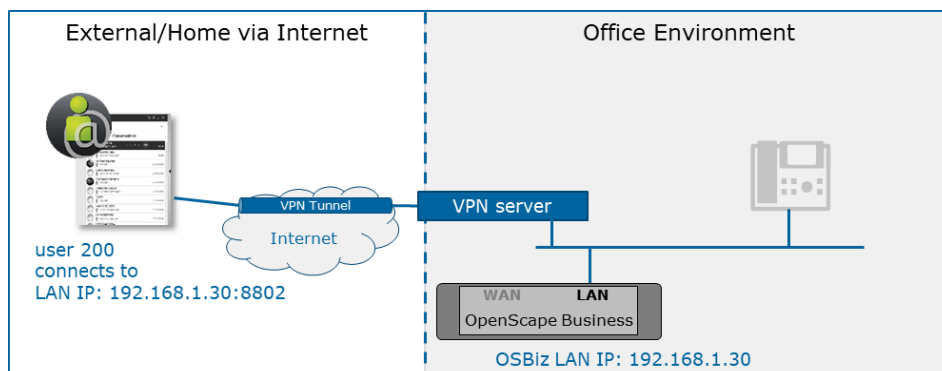 External/Home via Internet
Office Environment
@
VPN Tunnel
VPN server
Internet
user 200
connects to
LAN IP: 192.168.1.30:8802
WAN LAN
OpenScape Business
OSBiz LAN IP: 192.168.1.30